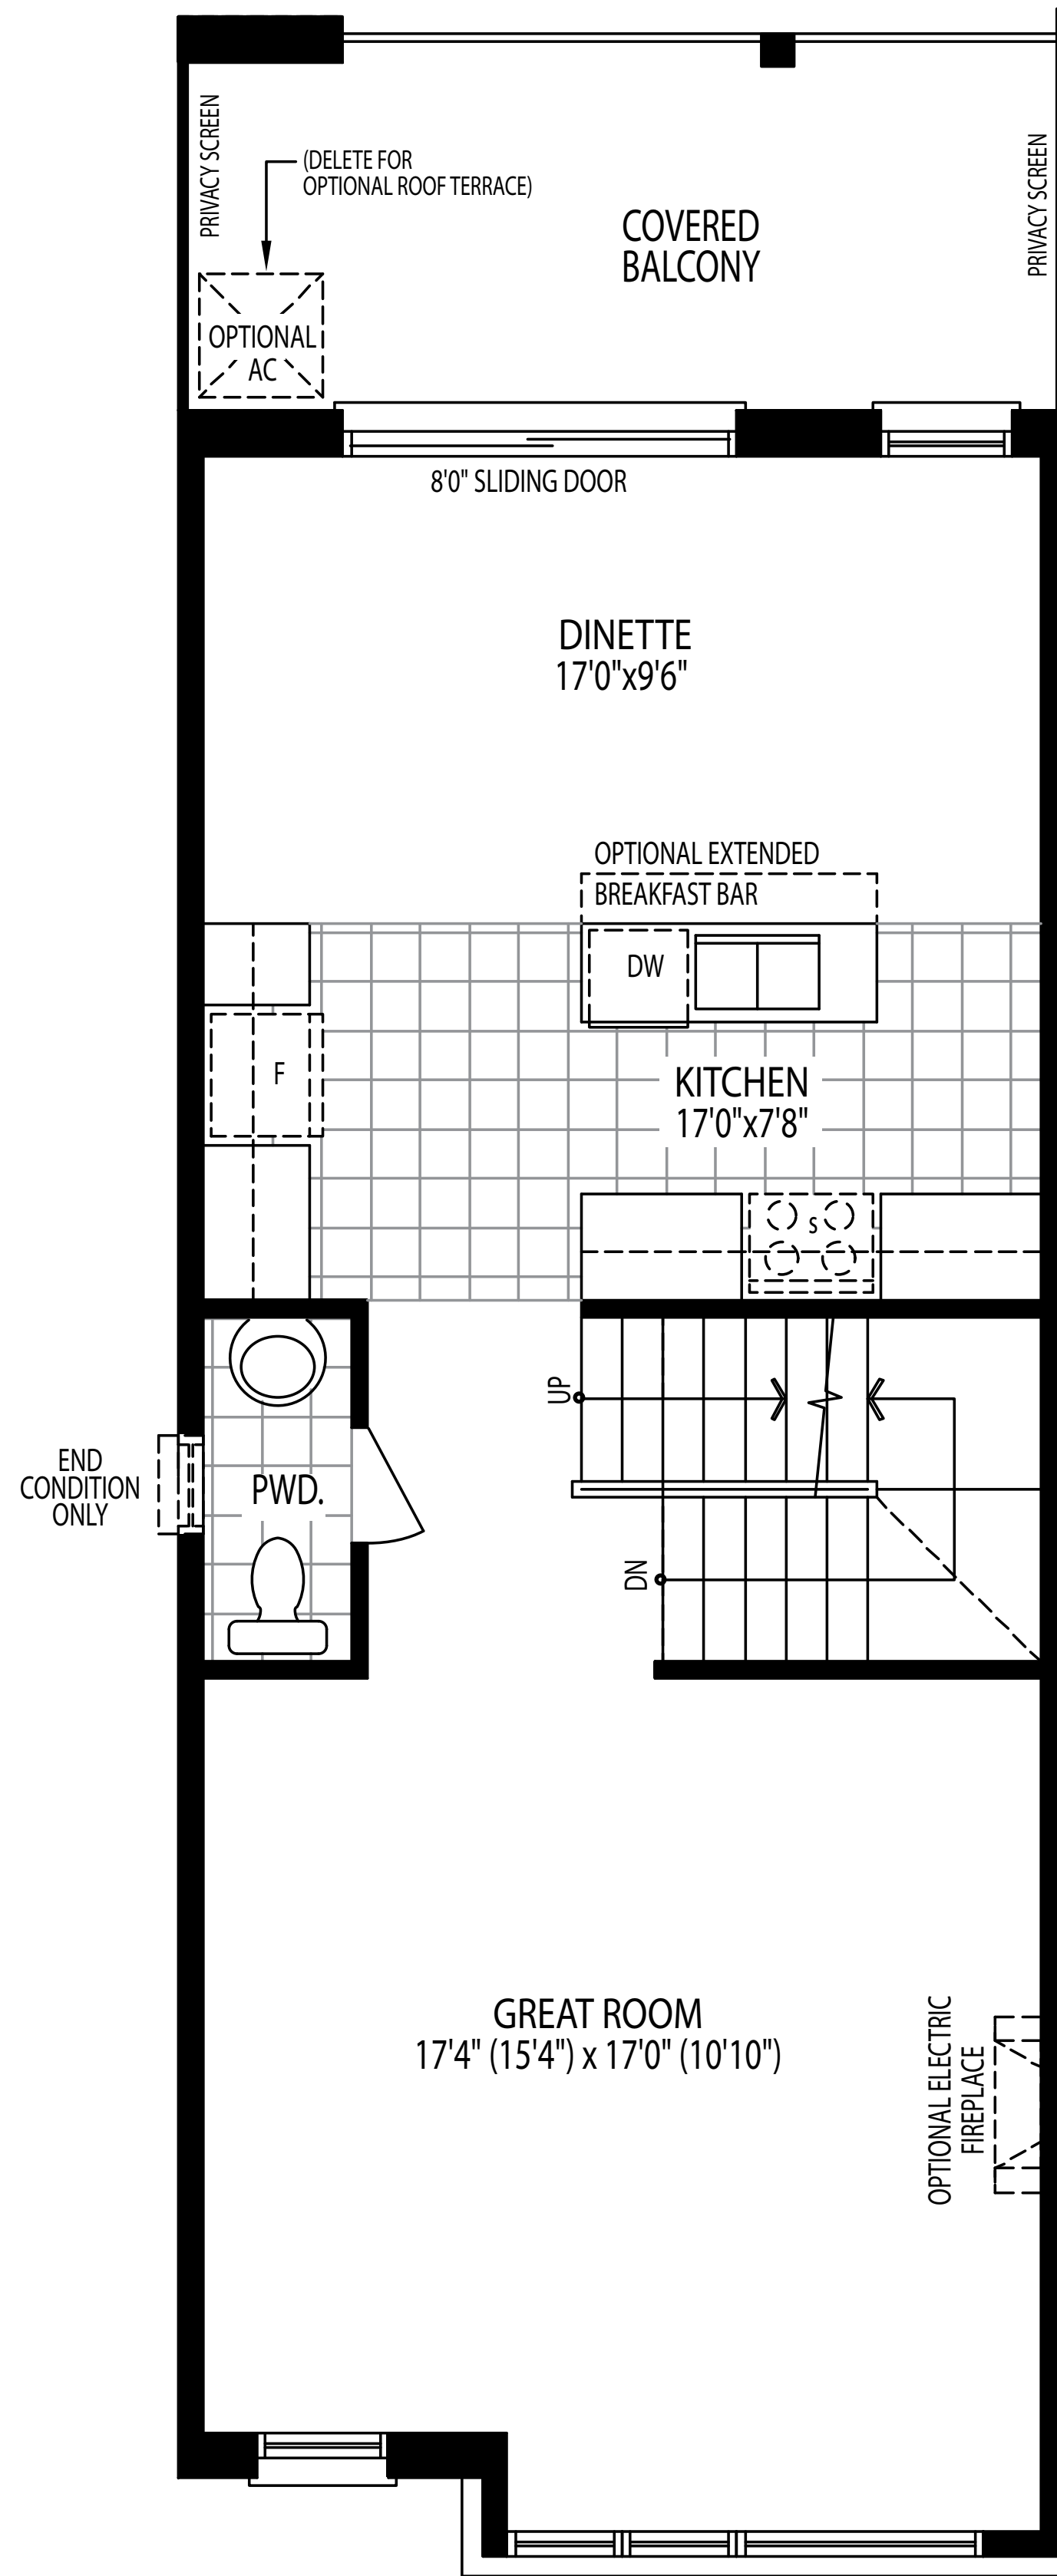 PRIVACY SCREEN
(DELETE FOR
OPTIONAL ROOF TERRACE)
PRIVACY SCREEN
COVERED
BALCONY
OPTIONAL
AC
8'0" SLIDING DOOR
DINETTE
17'0"x9'6"
OPTIONAL EXTENDED
BREAKFAST BAR
DW
F
KITCHEN
17'0"x7'8"
s
UP
END
CONDITION
ONLY
PWD.
DN
GREAT ROOM
17'4" (15'4") x 17'0" (10'10")
OPTIONAL ELECTRIC
FIREPLACE